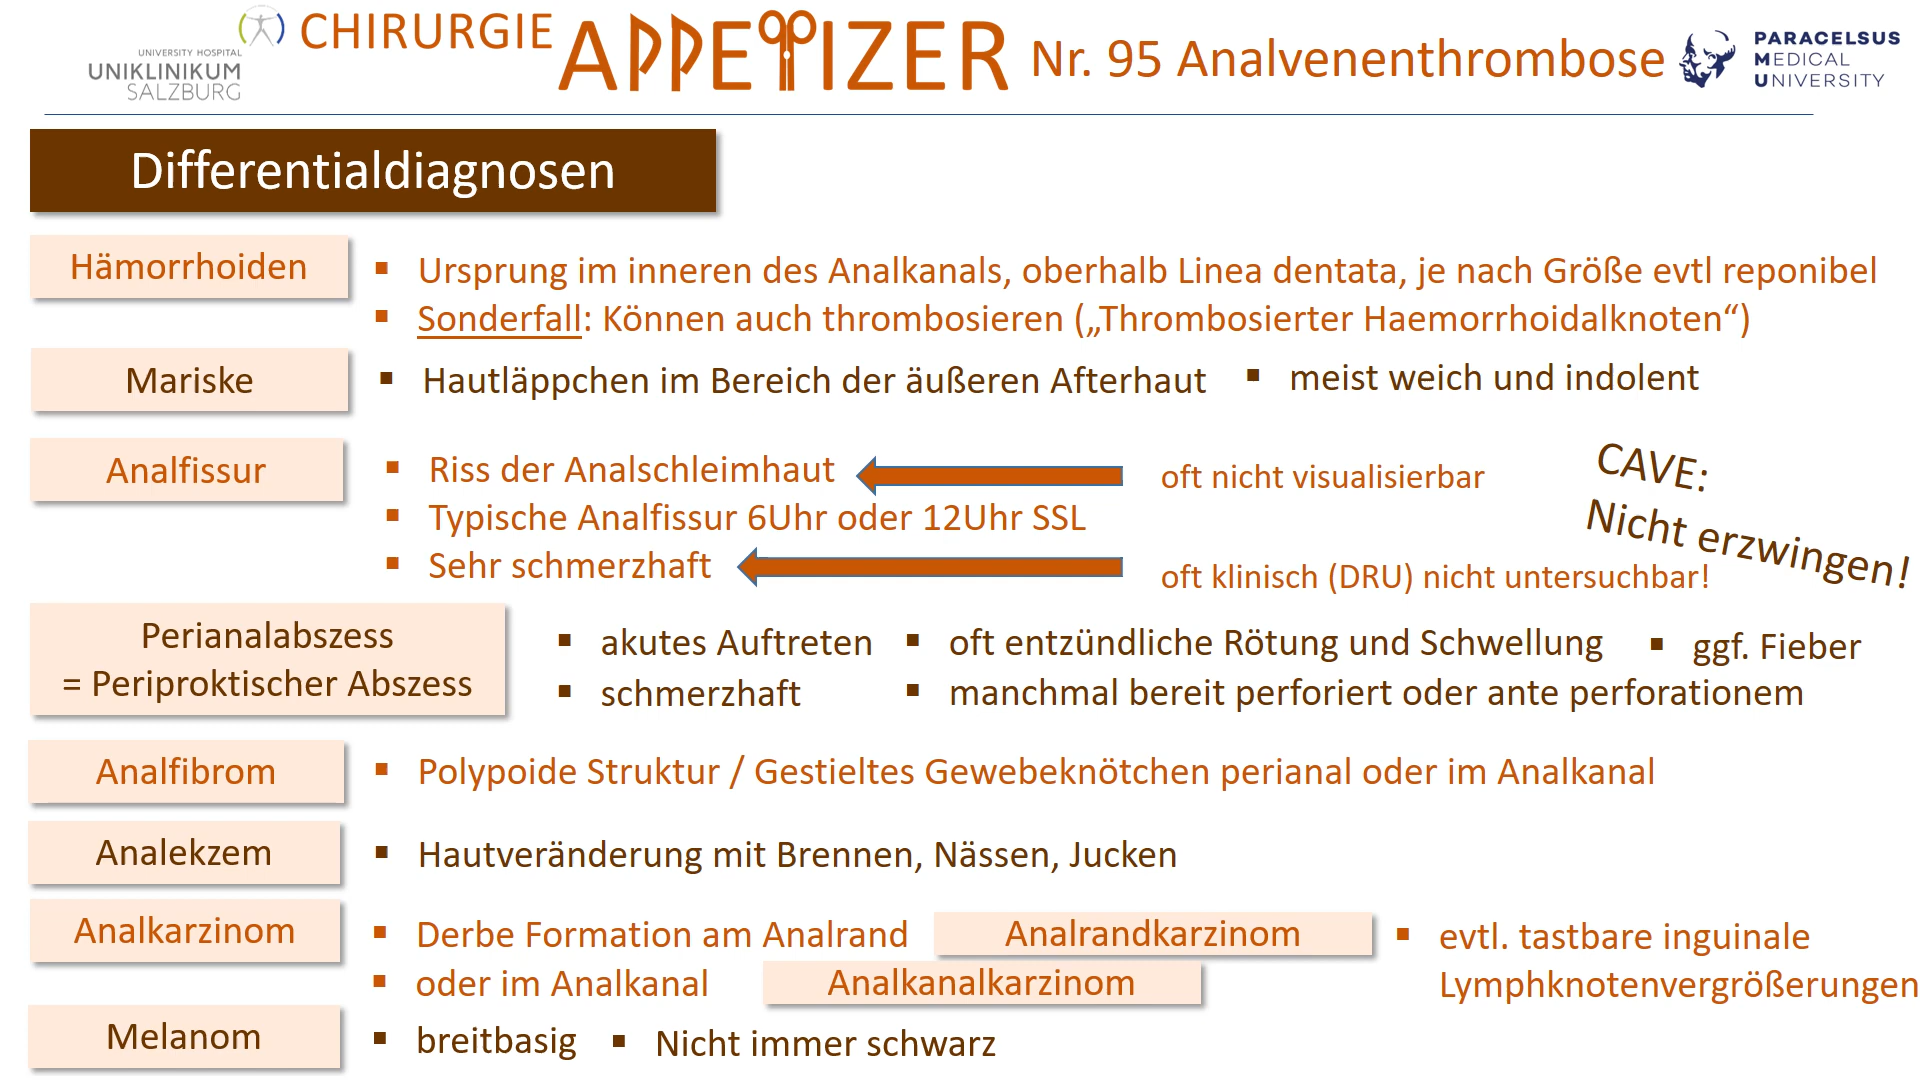 UNIVERSITY HOSPITAL
UNIKLINIKUM
SALZBURG
CHIRURGIE APPETIZER Nr. 95 Analvenenthrombose
PARACELSUS
MEDICAL
UNIVERSITY
Differentialdiagnosen
Hämorrhoiden
▪ Ursprung im inneren des Analkanals, oberhalb Linea dentata, je nach Größe evtl reponibel
▪ Sonderfall: Können auch thrombosieren („Thrombosierter Haemorrhoidalknoten“)
Mariske
▪ Hautläppchen im Bereich der äußeren Afterhaut ▪ meist weich und indolent
Analfissur
▪ Riss der Analschleimhaut
oft nicht visualisierbar
▪ Typische Analfissur 6Uhr oder 12Uhr SSL
▪ Sehr schmerzhaft
oft klinisch (DRU) nicht untersuchbar!
CAVE:
Nicht erzwingen!
Perianalabszess
= Periproktischer Abszess
▪ akutes Auftreten ▪ oft entzündliche Rötung und Schwellung ▪ ggf. Fieber
▪ schmerzhaft ▪ manchmal bereit perforiert oder ante perforationem
Analfibrom
▪ Polypoide Struktur / Gestieltes Gewebeknötchen perianal oder im Analkanal
Analekzem
▪ Hautveränderung mit Brennen, Nässen, Jucken
Analkarzinom
▪ Derbe Formation am Analrand Analrandkarzinom
▪ oder im Analkanal Analkanalkarzinom
▪ evtl. tastbare inguinale
Lymphknotenvergrößerungen
Melanom
▪ breitbasig ▪ Nicht immer schwarz